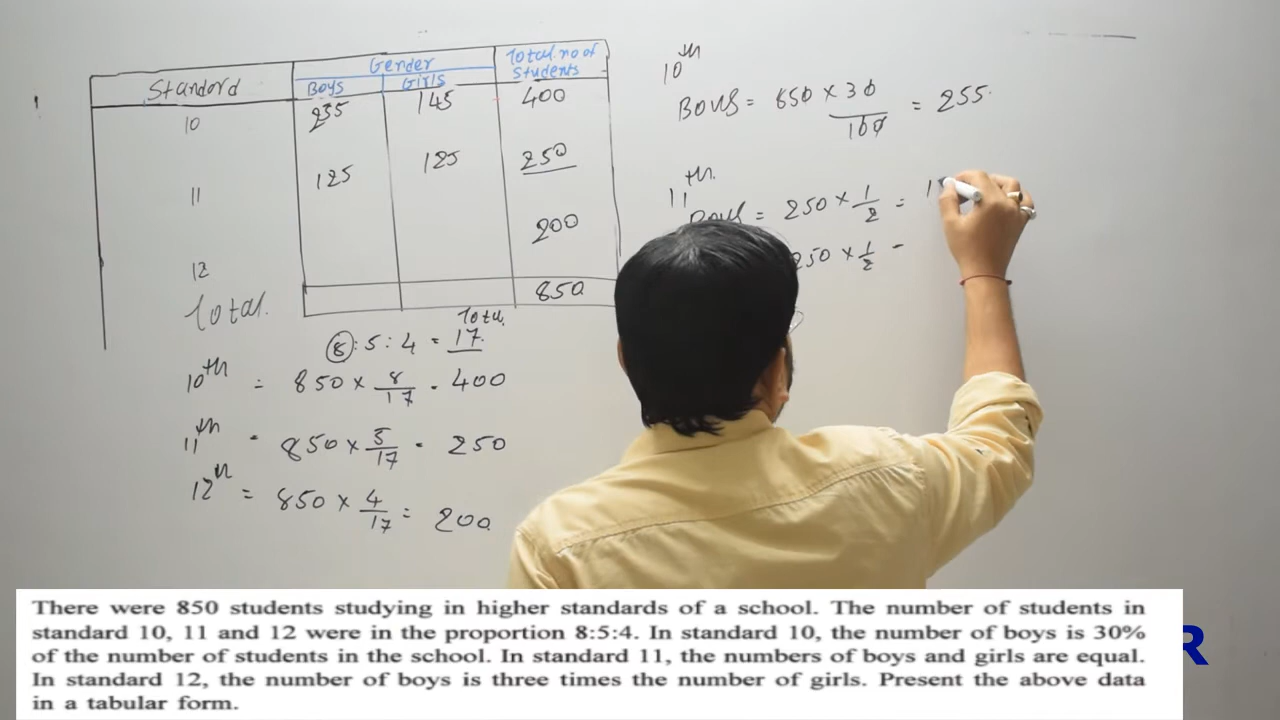 Standard
Gender
Boys
Girls
Total no of
Students
10
235
145
400
11
125
125
250
12
200
Total
850
8:5:4 = 17
Total
10th = 850 × 8/17 = 400
11th = 850 × 5/17 = 250
12th = 850 × 4/17 = 200
10th
Boys = 850 × 30/100 = 255
11th
Boys = 250 × 1/2 =
250 × 1/2 =
There were 850 students studying in higher standards of a school. The number of students in
standard 10, 11 and 12 were in the proportion 8:5:4. In standard 10, the number of boys is 30%
of the number of students in the school. In standard 11, the numbers of boys and girls are equal.
In standard 12, the number of boys is three times the number of girls. Present the above data
in a tabular form.
R